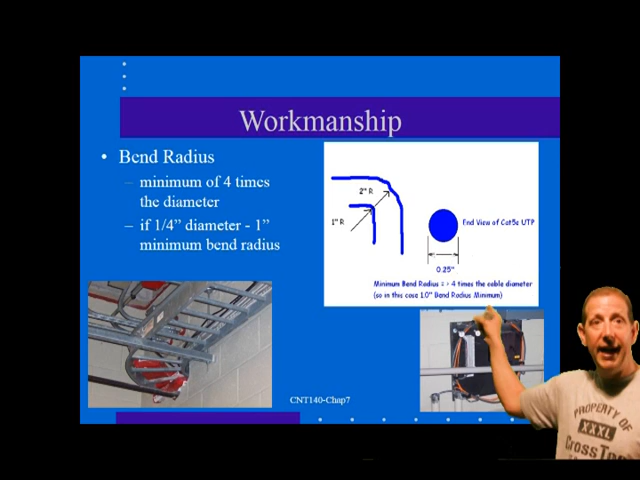 Workmanship
• Bend Radius
– minimum of 4 times
the diameter
– if 1/4” diameter - 1”
minimum bend radius
2" R
1" R
End View of Cat5e UTP
0.25"
Minimum Bend Radius = > 4 times the cable diameter
(so in this case 1.0" Bend Radius Minimum)
CNT140-Chap7
PROPERTY OF
XXXL